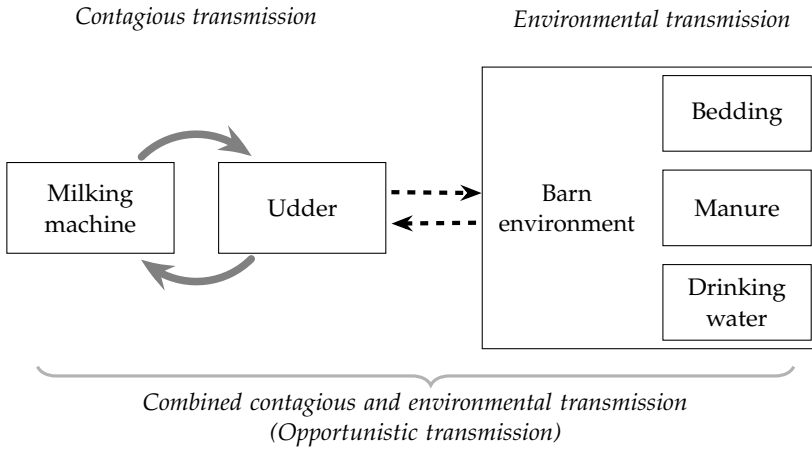 Contagious transmission
Environmental transmission
Milking
machine
Udder
Barn
environment
Bedding
Manure
Drinking
water
Combined contagious and environmental transmission
(Opportunistic transmission)